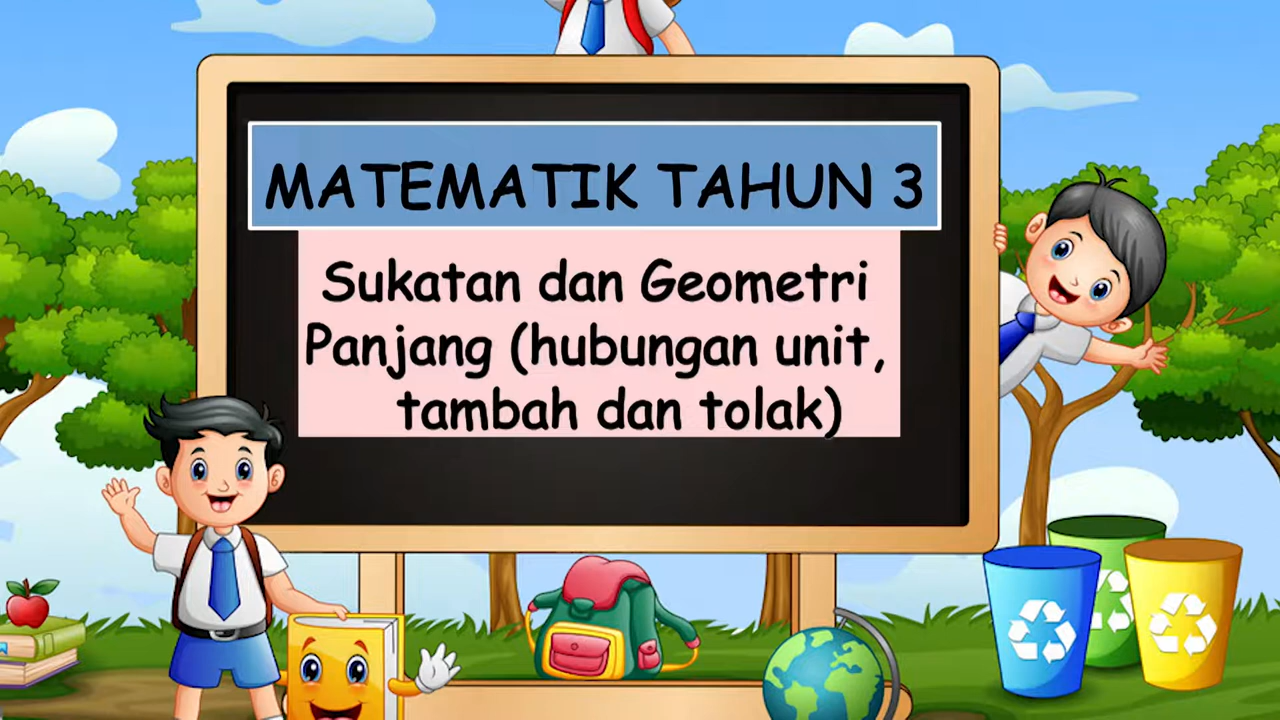 MATEMATIK TAHUN 3
Sukatan dan Geometri
Panjang (hubungan unit,
tambah dan tolak)